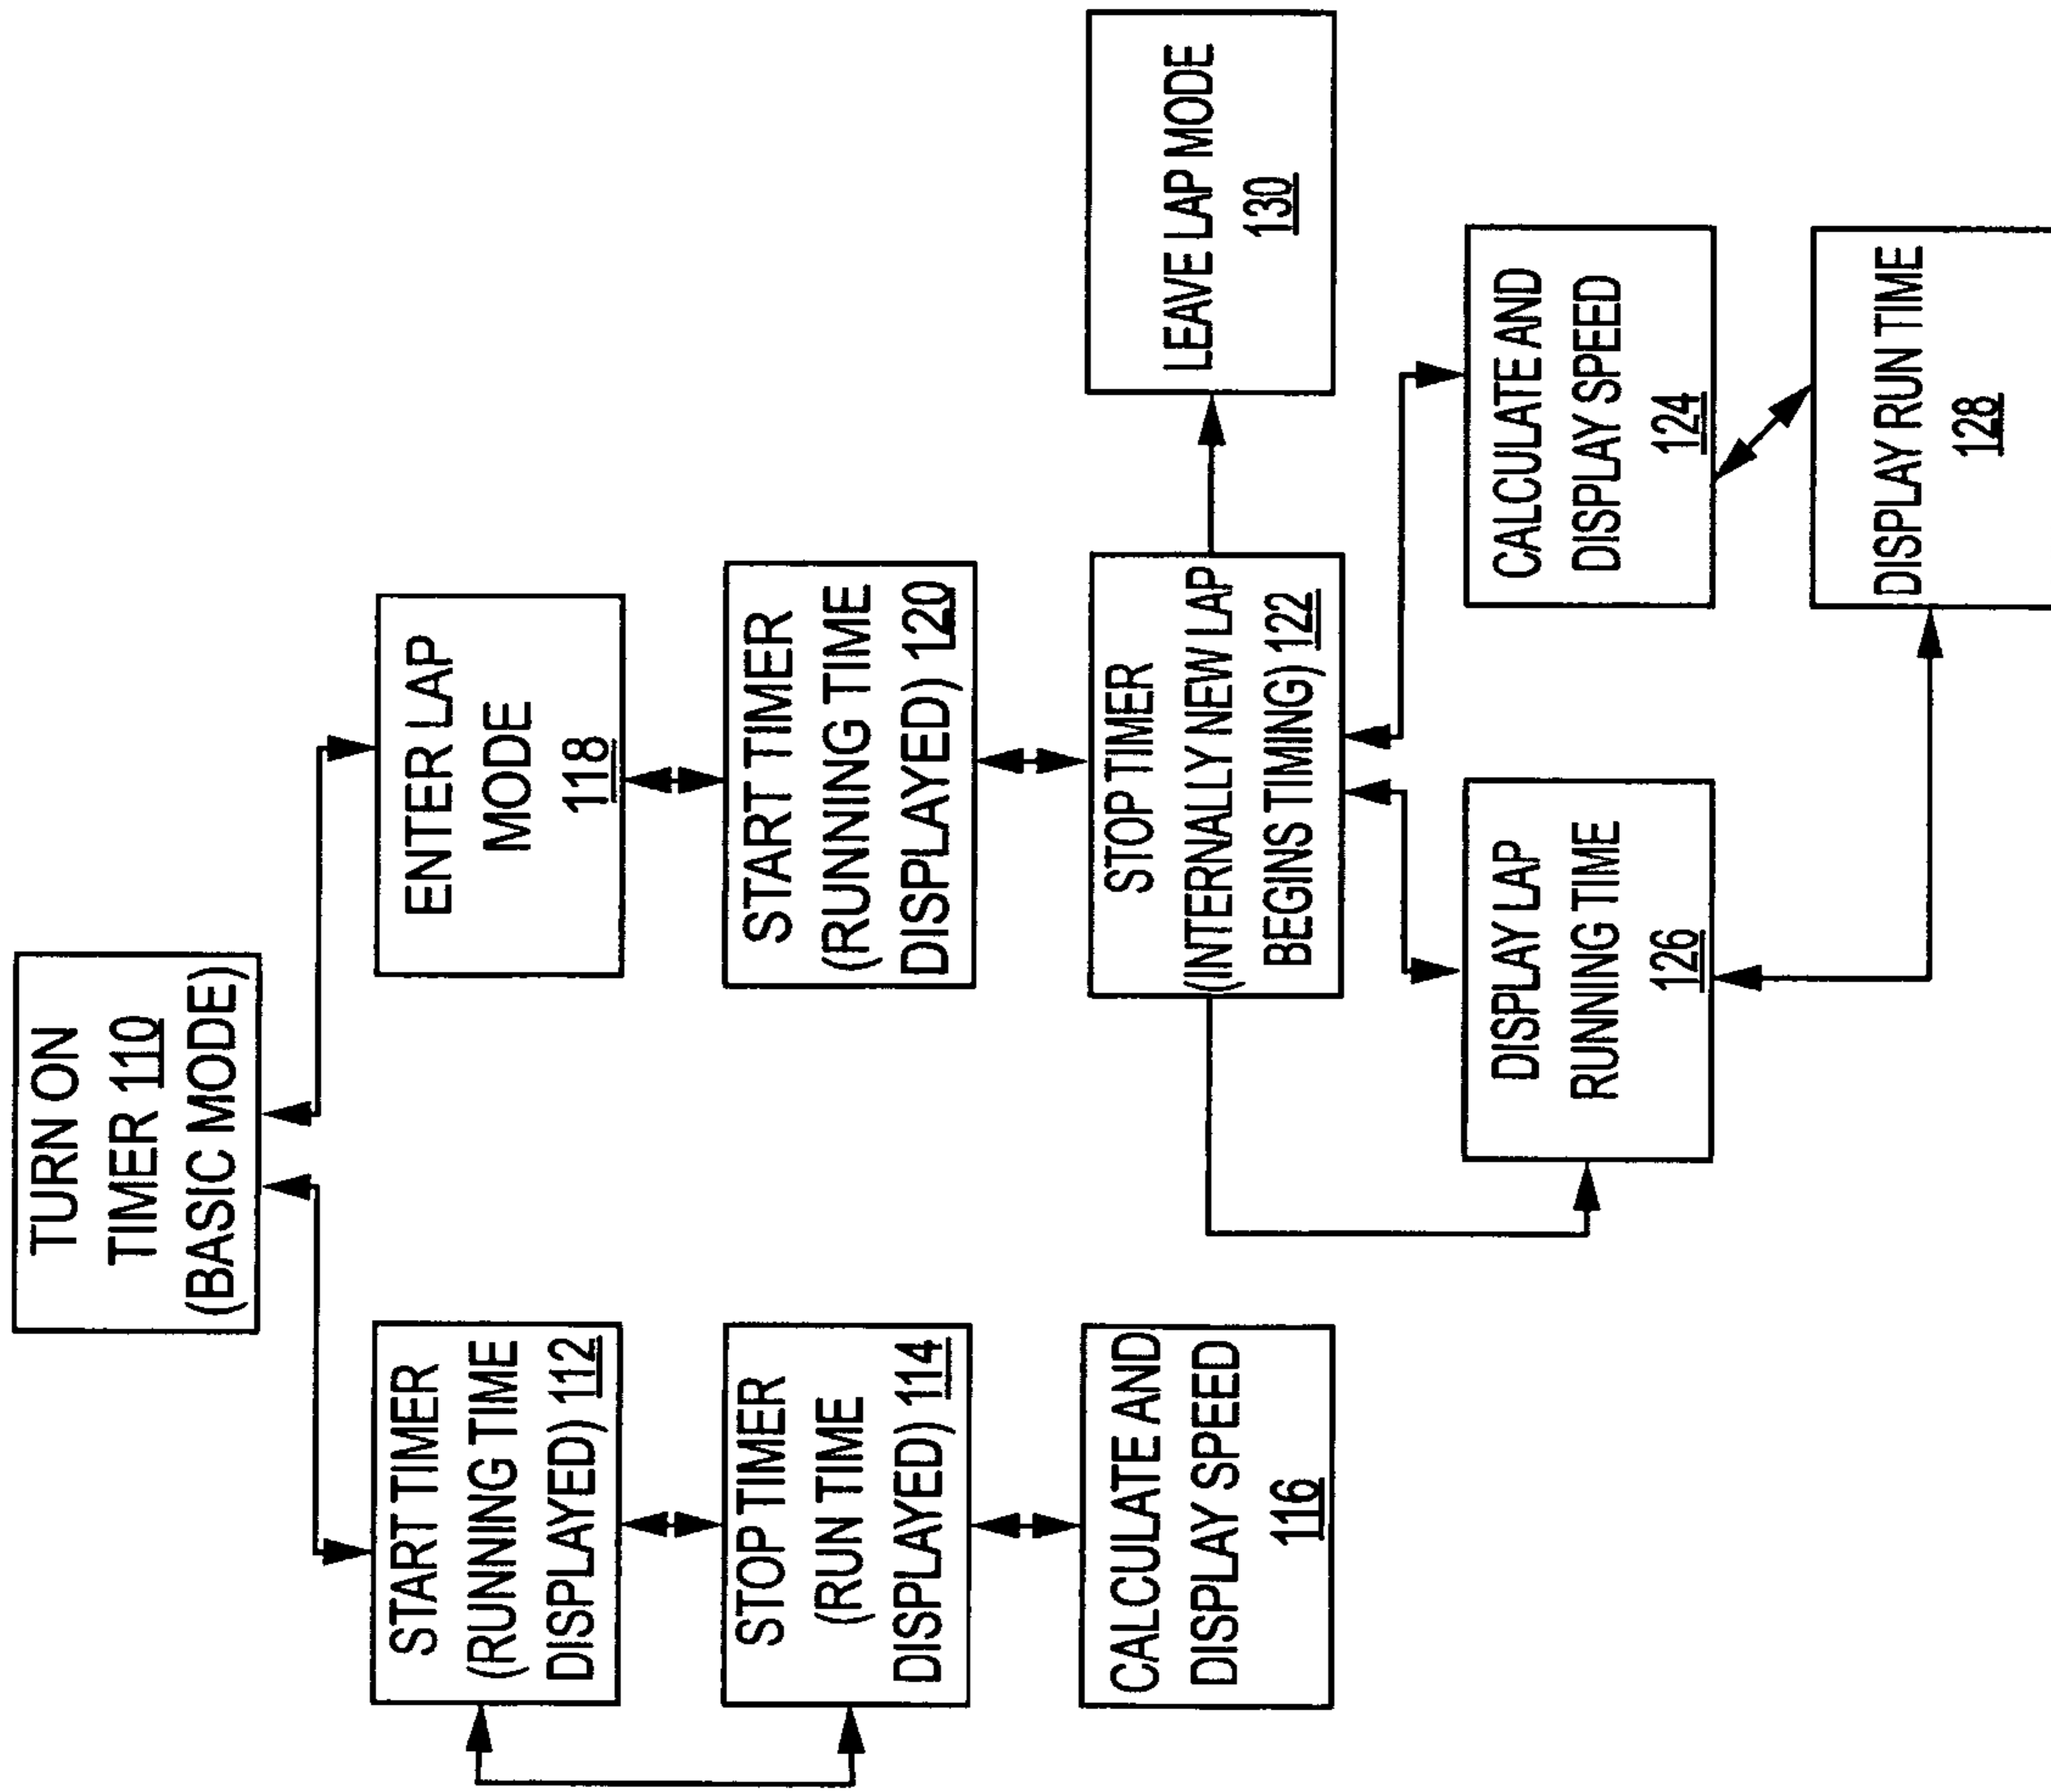 TURN ON
TIMER 110
(BASIC MODE)
START TIMER
(RUNNING TIME
DISPLAYED) 112
STOP TIMER
(RUN TIME
DISPLAYED) 114
CALCULATE AND
DISPLAY SPEED
116
ENTER LAP
MODE
118
START TIMER
(RUNNING TIME
DISPLAYED) 120
STOP TIMER
(INTERNALLY NEW LAP
BEGINS TIMING) 122
LEAVE LAP MODE
130
DISPLAY LAP
RUNNING TIME
126
CALCULATE AND
DISPLAY SPEED
124
DISPLAY RUN TIME
128